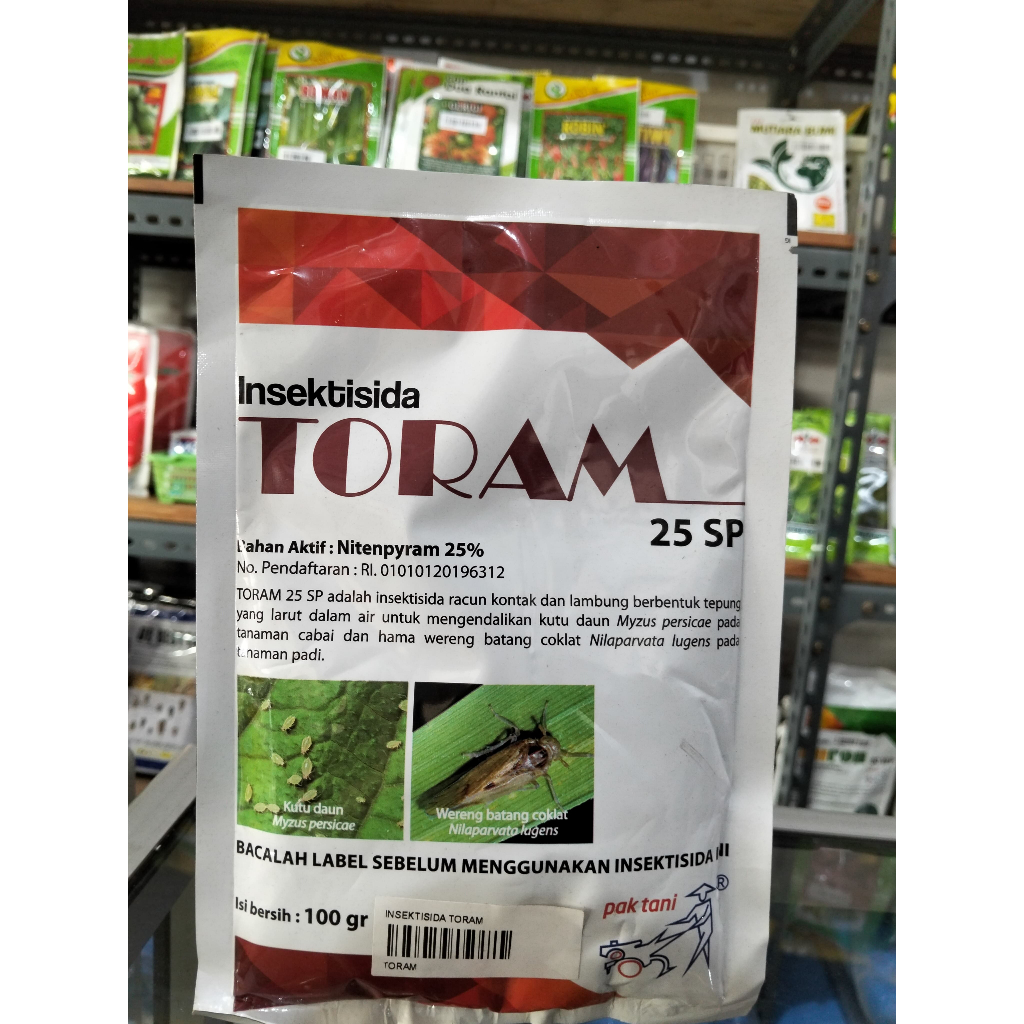 MUTIARA BUMI
Insektisida
TORAM
25 SP
Bahan Aktif : Nitenpyram 25%
No. Pendaftaran : RI. 01010120196312
TORAM 25 SP adalah insektisida racun kontak dan lambung berbentuk tepung
yang larut dalam air untuk mengendalikan kutu daun Myzus persicae pada
tanaman cabai dan hama wereng batang coklat Nilaparvata lugens pada
tanaman padi.
Kutu daun
Myzus persicae
Wereng batang coklat
Nilaparvata lugens
BACALAH LABEL SEBELUM MENGGUNAKAN INSEKTISIDA INI
Isi bersih : 100 gr
INSEKTISIDA TORAM
TORAM
pak tani
®